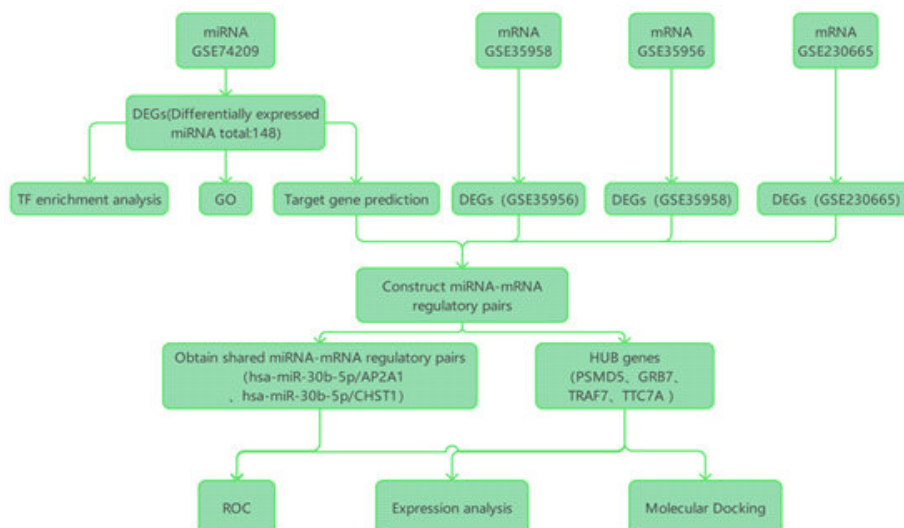 miRNA
GSE74209
mRNA
GSE35958
mRNA
GSE35956
mRNA
GSE230665
DEGs(Differentially expressed
miRNA total:148)
TF enrichment analysis
GO
Target gene prediction
DEGs（GSE35956)
DEGs（GSE35958)
DEGs（GSE230665)
Construct miRNA-mRNA
regulatory pairs
Obtain shared miRNA-mRNA regulatory pairs
（hsa-miR-30b-5p/AP2A1
、hsa-miR-30b-5p/CHST1）
HUB genes
（PSMD5、GRB7、
TRAF7、TTC7A ）
ROC
Expression analysis
Molecular Docking